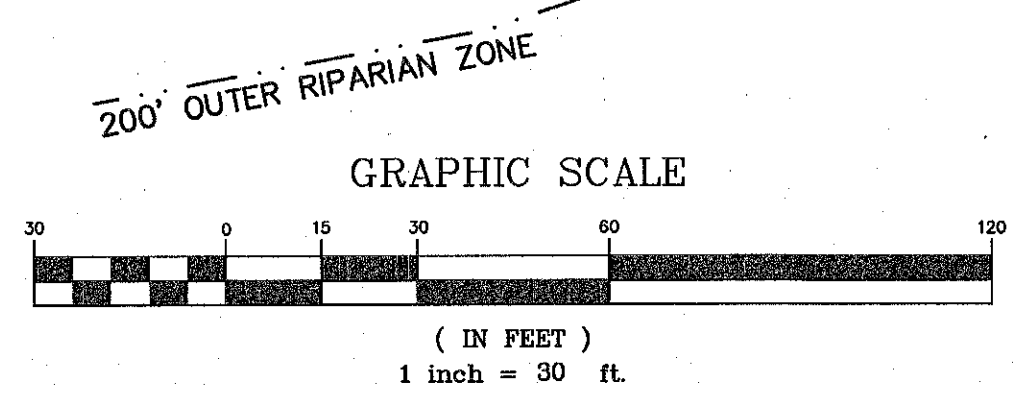 200' OUTER RIPARIAN ZONE
GRAPHIC SCALE
30 0 15 30 60 120
( IN FEET )
1 inch = 30 ft.